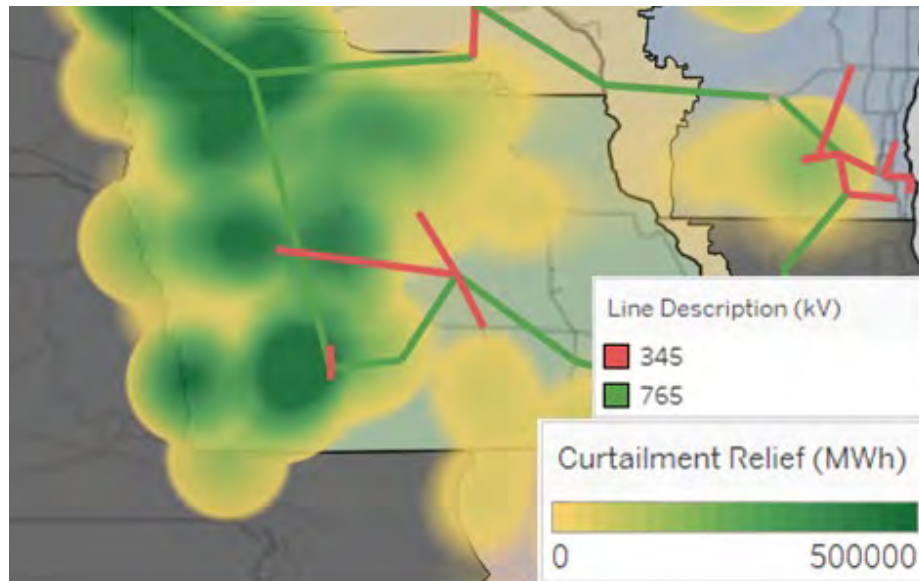 Line Description (kV)
345
765
Curtailment Relief (MWh)
0 500000